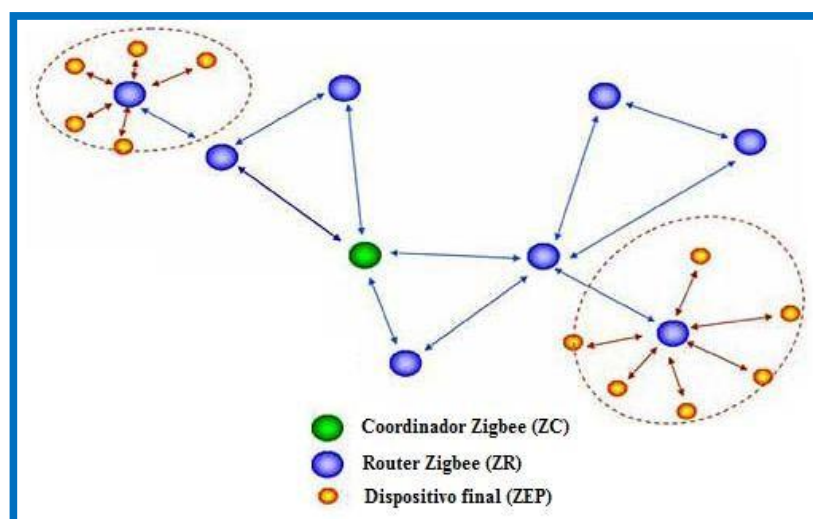 Coordinador Zigbee (ZC)
Router Zigbee (ZR)
Dispositivo final (ZEP)